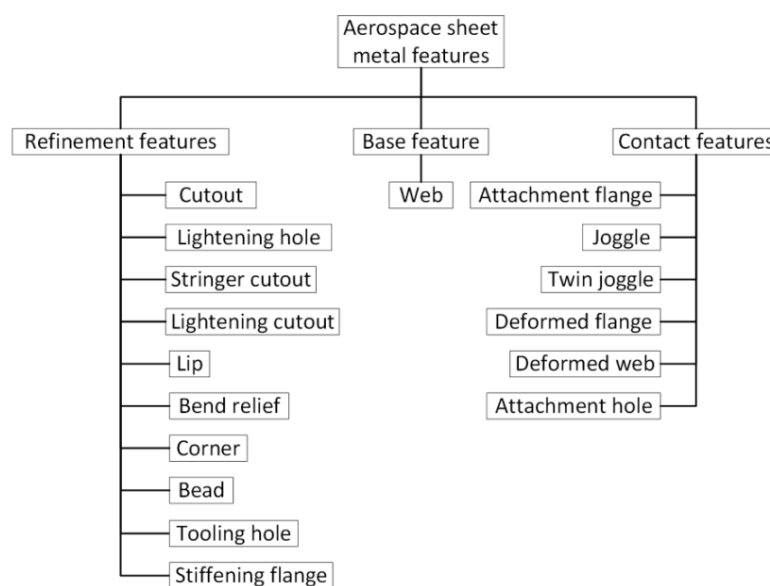 Aerospace sheet
metal features
Refinement features
Base feature
Contact features
Cutout
Lightening hole
Stringer cutout
Lightening cutout
Lip
Bend relief
Corner
Bead
Tooling hole
Stiffening flange
Web
Attachment flange
Joggle
Twin joggle
Deformed flange
Deformed web
Attachment hole